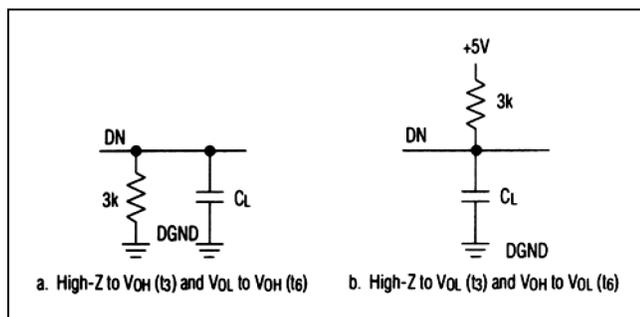 +5V
3k
DN
CL
DGND
DN
3k
CL
DGND
a. High-Z to VOH (t3) and VOL to VOH (t6)
b. High-Z to VOL (t3) and VOH to VOL (t6)